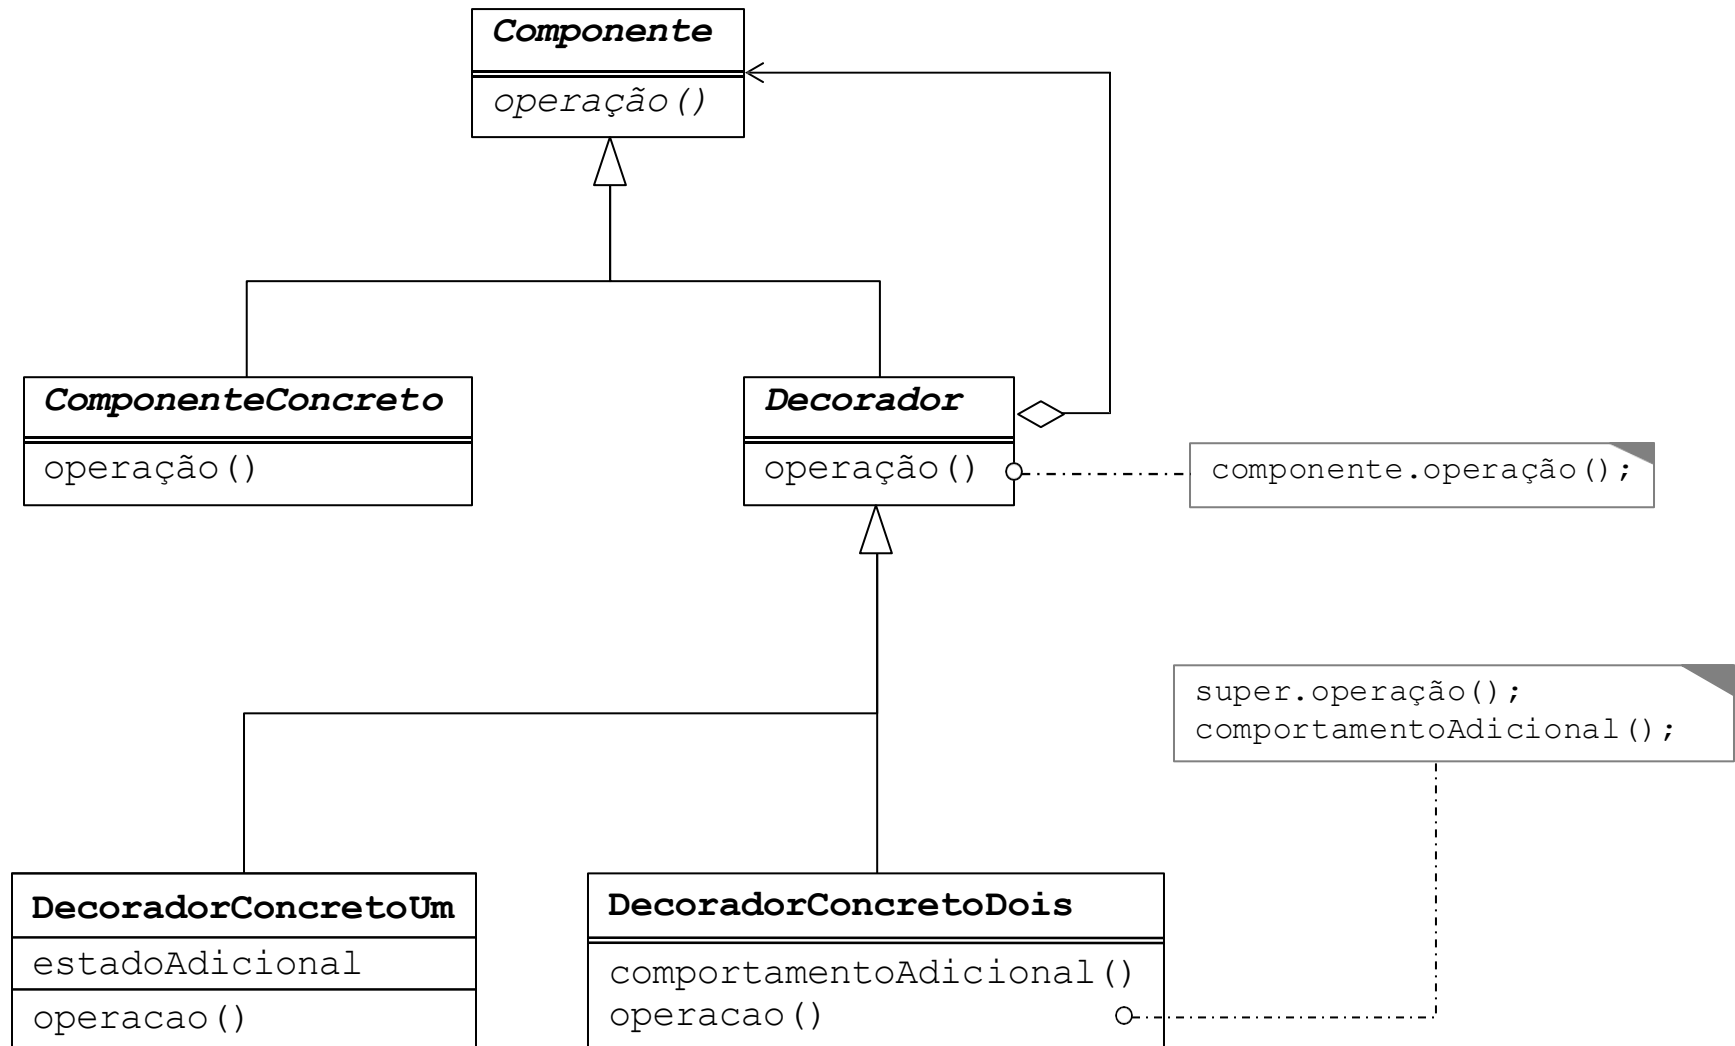 Componente
operação()
ComponenteConcreto
operação()
Decorador
operação()
componente.operação();
super.operação();
comportamentoAdicional();
DecoradorConcretoUm
estadoAdicional
operacao()
DecoradorConcretoDois
comportamentoAdicional()
operacao()